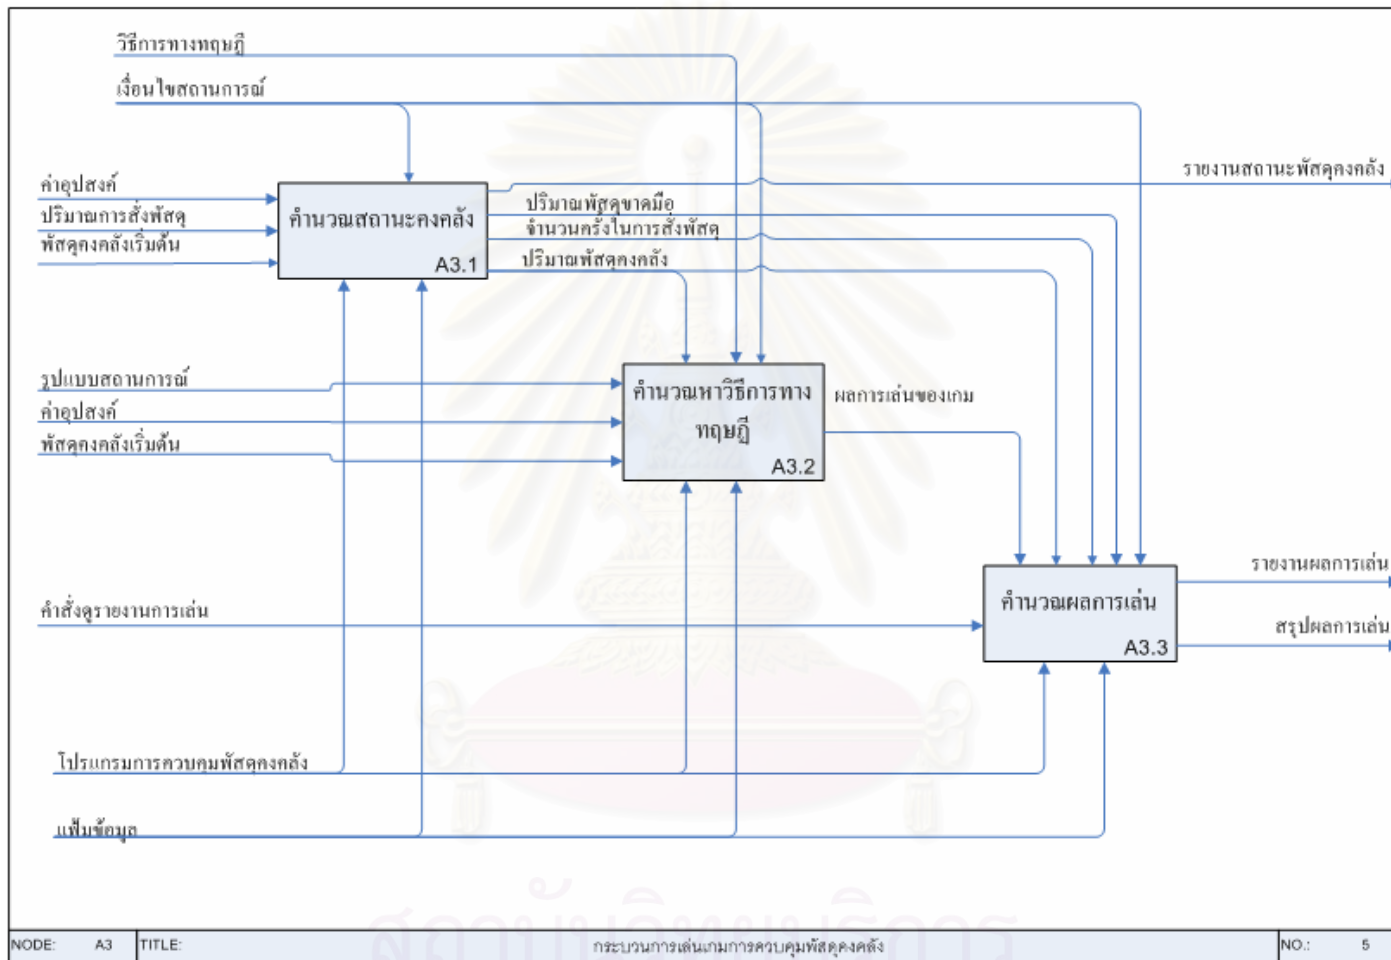 วิธีการทางทฤษฎี
เงื่อนไขสถานการณ์
รายงานสถานะพัสดุคงคลัง
ค่าอุปสงค์
ปริมาณการสั่งพัสดุ
พัสดุคงคลังเริ่มต้น
คำนวณสถานะคงคลัง
A3.1
ปริมาณพัสดุขาดมือ
จำนวนครั้งในการสั่งพัสดุ
ปริมาณพัสดุคงคลัง
รูปแบบสถานการณ์
ค่าอุปสงค์
พัสดุคงคลังเริ่มต้น
คำนวณหาวิธีการทาง
ทฤษฎี
A3.2
ผลการเล่นของเกม
คำสั่งดูรายงานการเล่น
คำนวณผลการเล่น
A3.3
รายงานผลการเล่น
สรุปผลการเล่น
โปรแกรมการควบคุมพัสดุคงคลัง
แฟ้มข้อมูล
สถาบันวิทยบริการ
NODE: A3 TITLE: กระบวนการเล่นเกมการควบคุมพัสดุคงคลัง NO.: 5